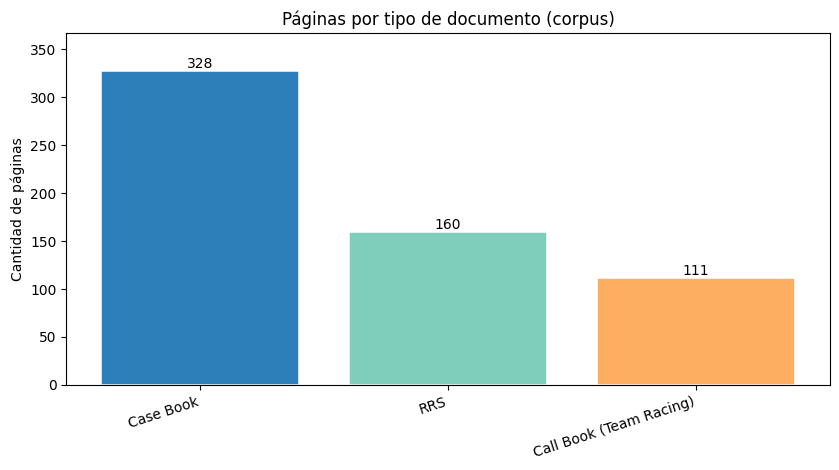 Páginas por tipo de documento (corpus)
Cantidad de páginas
350
300
250
200
150
100
50
0
328
160
111
Case Book
RRS
Call Book (Team Racing)